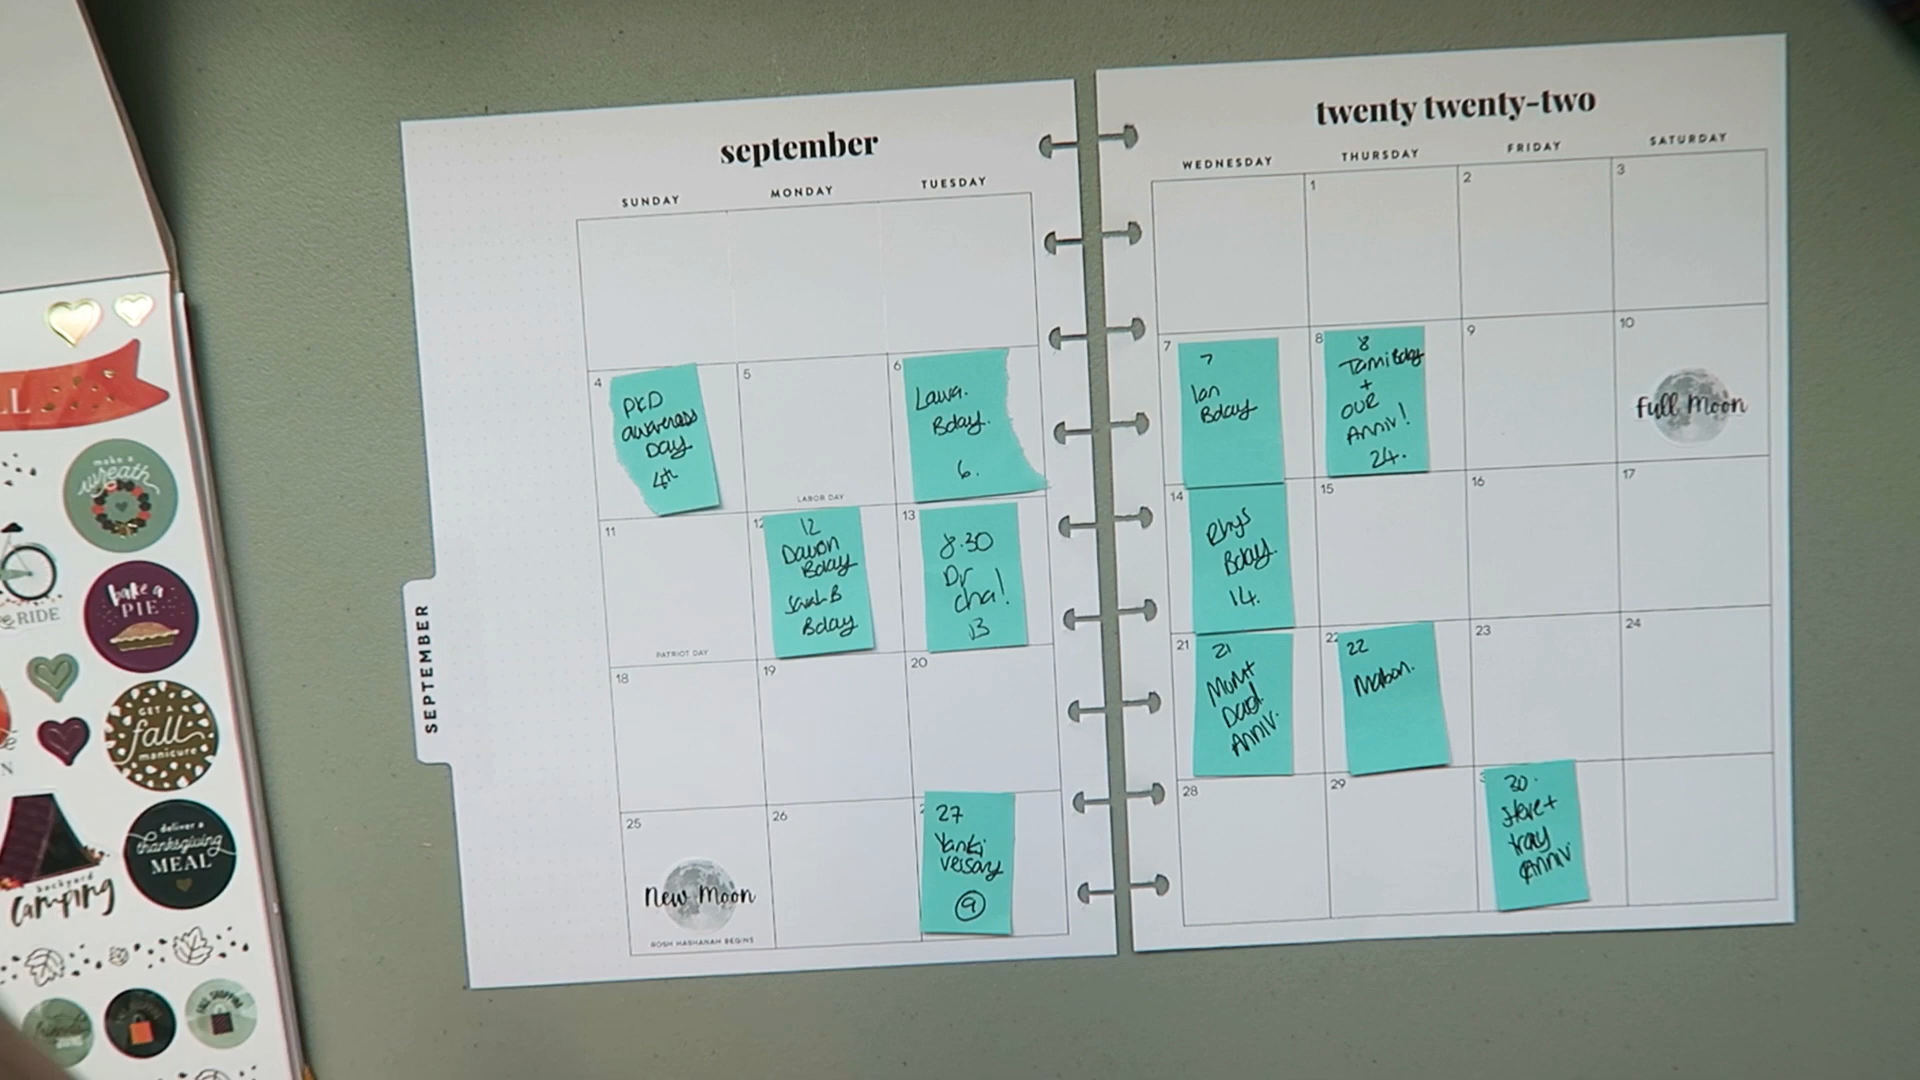 september
twenty twenty-two
SUNDAY
MONDAY
TUESDAY
WEDNESDAY
THURSDAY
FRIDAY
SATURDAY
1
2
3
4
PKD
awareness
Day
4th
5
LABOR DAY
6
Laura.
Bday.
6.
7
7
Ian
Bday
8
8
Tami Bday
+
OUR
Anniv!
24.
9
10
Full Moon
11
PATRIOT DAY
12
12
Bday
Bday
13
8.30
Dr
cha!
13
14
Rhys
Bday.
14.
15
16
17
18
19
20
21
21
Mum+
Dad
Anniv.
22
22
Mabon.
23
24
25
New Moon
ROSH HASHANAH BEGINS
26
27
Yanki
versary
9
28
29
30.
Anniv
SEPTEMBER
make a
wreath
RIDE
bake a
PIE
GET A
fall
manicure
deliver a
thanksgiving
MEAL
backyard
camping